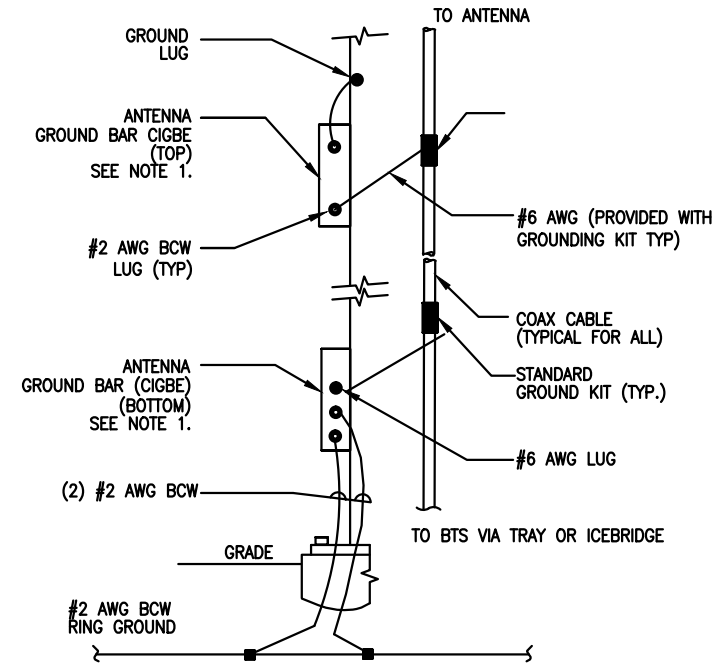 TO ANTENNA
GROUND
LUG
ANTENNA
GROUND BAR CIGBE
(TOP)
SEE NOTE 1.
#6 AWG (PROVIDED WITH
GROUNDING KIT TYP)
#2 AWG BCW
LUG (TYP)
COAX CABLE
(TYPICAL FOR ALL)
ANTENNA
GROUND BAR (CIGBE)
(BOTTOM)
SEE NOTE 1.
STANDARD
GROUND KIT (TYP.)
#6 AWG LUG
(2) #2 AWG BCW
TO BTS VIA TRAY OR ICEBRIDGE
GRADE
#2 AWG BCW
RING GROUND